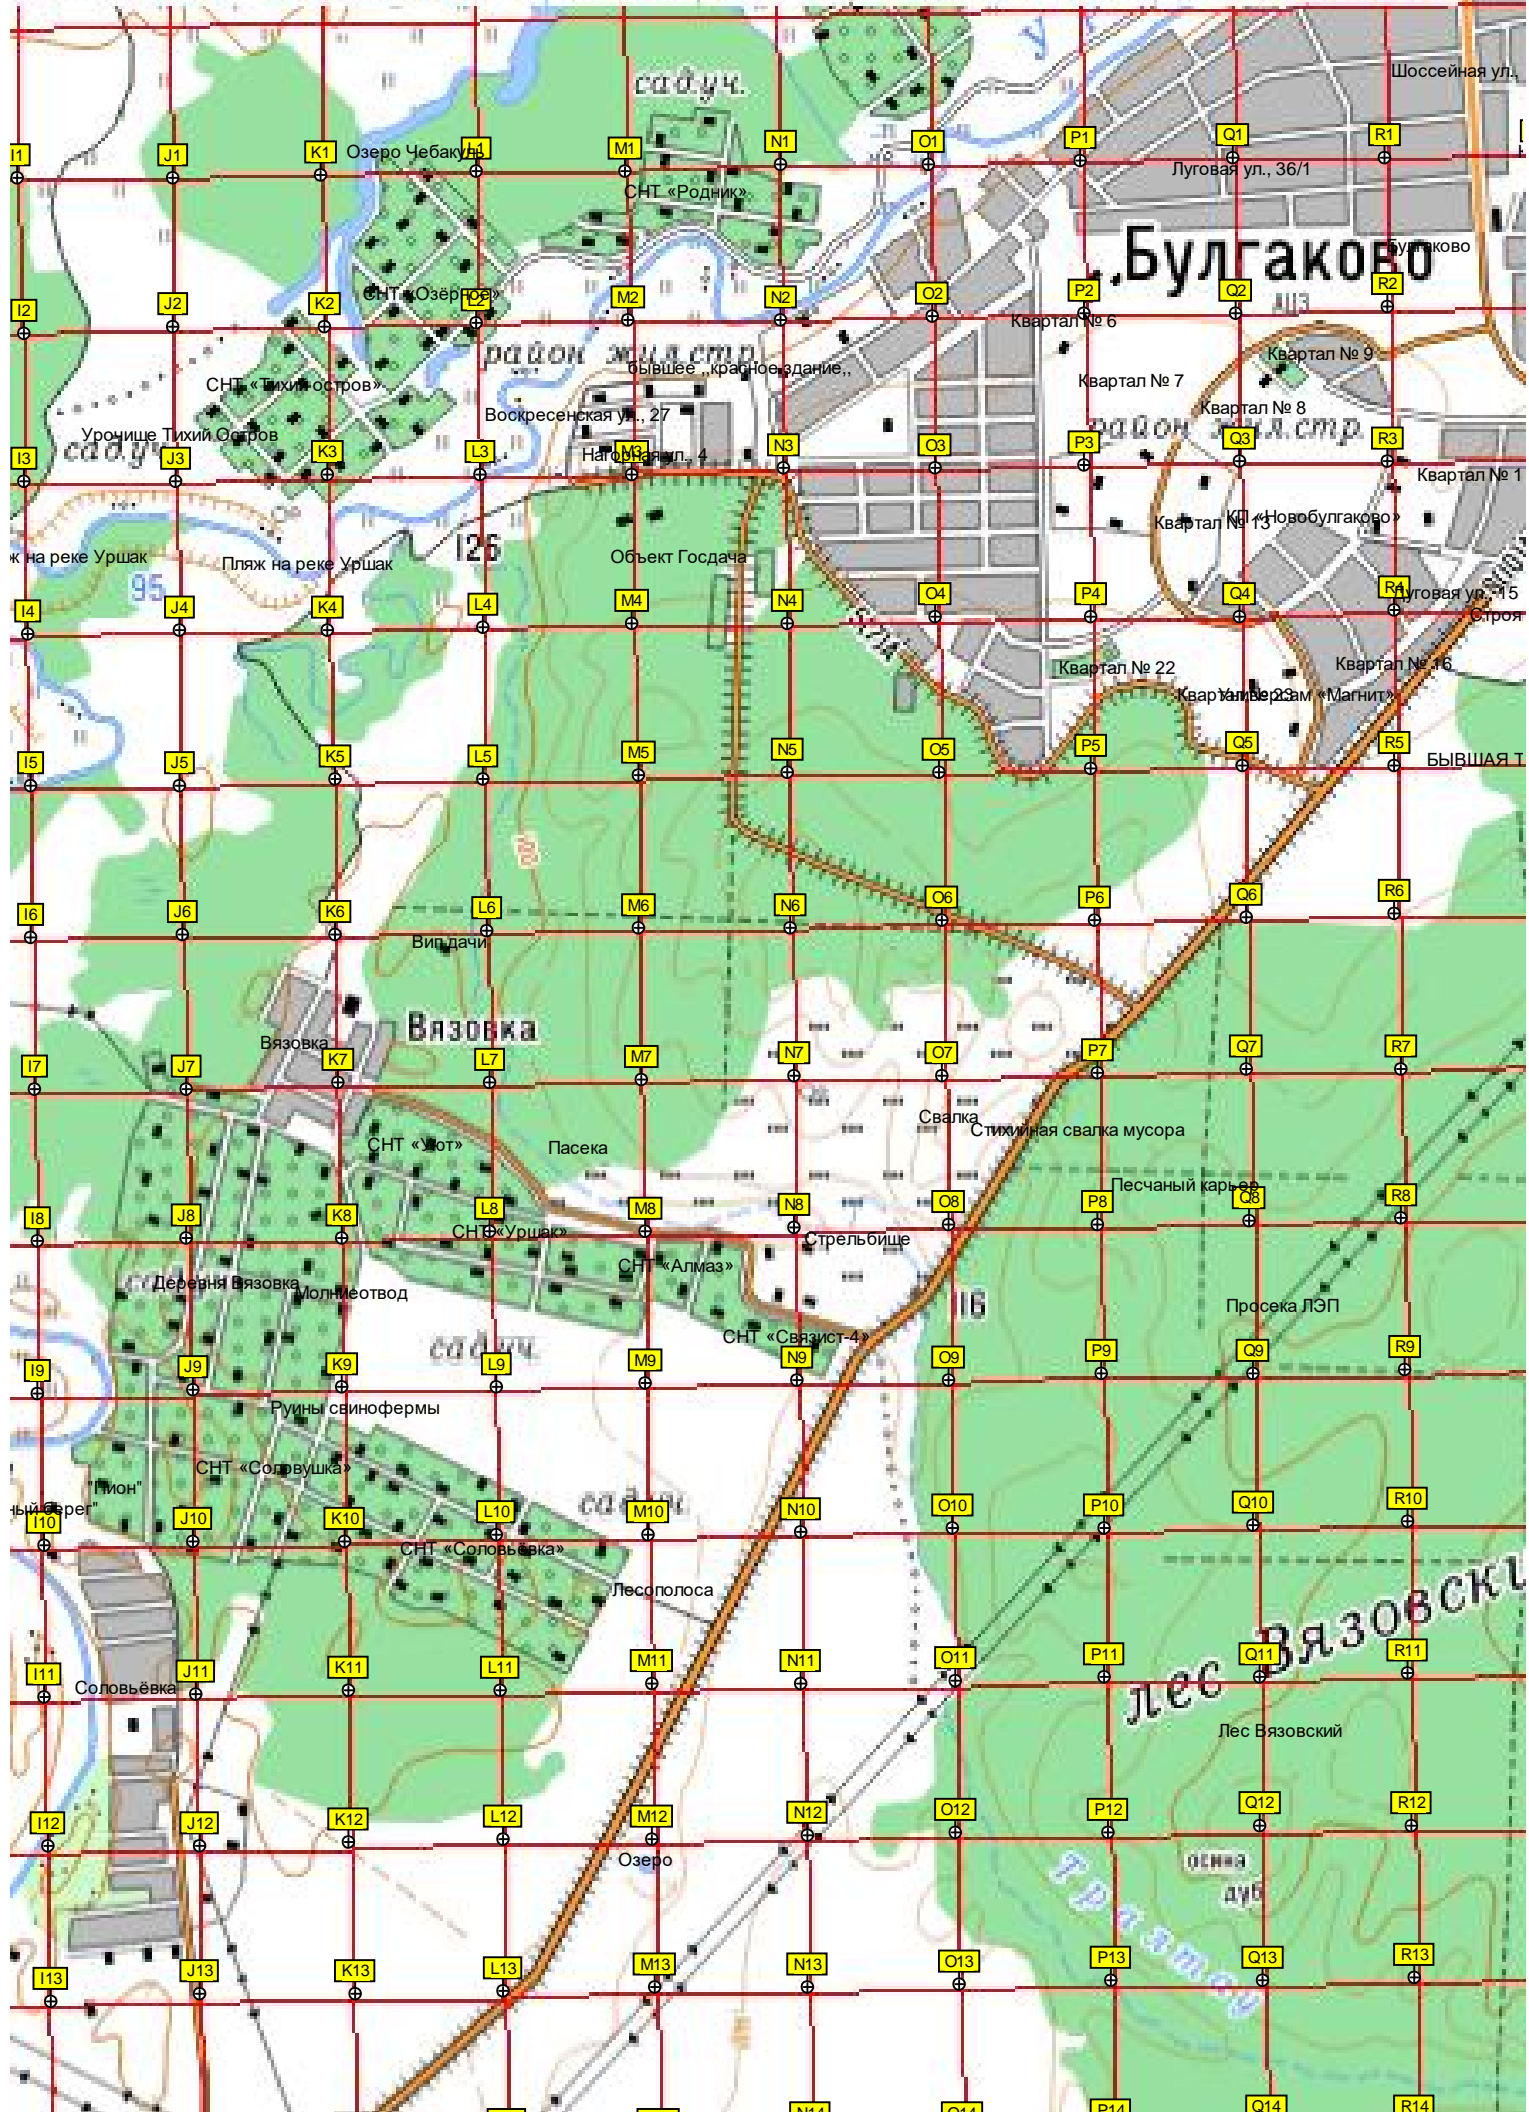 сад.уч.
Шоссейная ул.,
I1 J1 K1 L1 M1 N1 O1 P1 Q1 R1
Озеро Чебакуль
Луговая ул., 36/1
СНТ «Родник»
Булгаково
Булгаково
СНТ «Озёрное»
I2 J2 K2 L2 M2 N2 O2 P2 Q2 R2
Квартал № 6
район жил.стр.
Квартал № 9
бывшее ,,красное здание,,
СНТ «Тихий остров»
Квартал № 7
Квартал № 8
Воскресенская ул., 27
район жил.стр.
Урочище Тихий Остров
сад.уч.
Нагорная ул., 4
I3 J3 K3 L3 M3 N3 O3 P3 Q3 R3
Квартал № 1
Квартал № 13
КП «Новобулгаково»
126
ж на реке Уршак
Пляж на реке Уршак
Объект Госдача
95
Луговая ул., 15
I4 J4 K4 L4 M4 N4 O4 P4 Q4 R4
Строя
Квартал № 22
Квартал № 16
Квартал № 23
Универсам «Магнит»
I5 J5 K5 L5 M5 N5 O5 P5 Q5 R5
БЫВШАЯ Т
I6 J6 K6 L6 M6 N6 O6 P6 Q6 R6
Вип дачи
Вязовка
Вязовка
I7 J7 K7 L7 M7 N7 O7 P7 Q7 R7
Свалка
Стихийная свалка мусора
СНТ «Уют»
Пасека
Песчаный карьер
I8 J8 K8 L8 M8 N8 O8 P8 Q8 R8
СНТ «Уршак»
Стрельбище
СНТ «Алмаз»
Деревня Вязовка
Молниеотвод
116
Просека ЛЭП
СНТ «Связист-4»
сад.уч.
I9 J9 K9 L9 M9 N9 O9 P9 Q9 R9
Руины свинофермы
СНТ «Соловушка»
"Пион"
сад.уч.
ный берег"
I10 J10 K10 L10 M10 N10 O10 P10 Q10 R10
СНТ «Соловьёвка»
Лесополоса
лес Вязовски
I11 J11 K11 L11 M11 N11 O11 P11 Q11 R11
Соловьёвка
Лес Вязовский
I12 J12 K12 L12 M12 N12 O12 P12 Q12 R12
Озеро
осина
дуб
I13 J13 K13 L13 M13 N13 O13 P13 Q13 R13
N14 O14 P14 Q14 R14